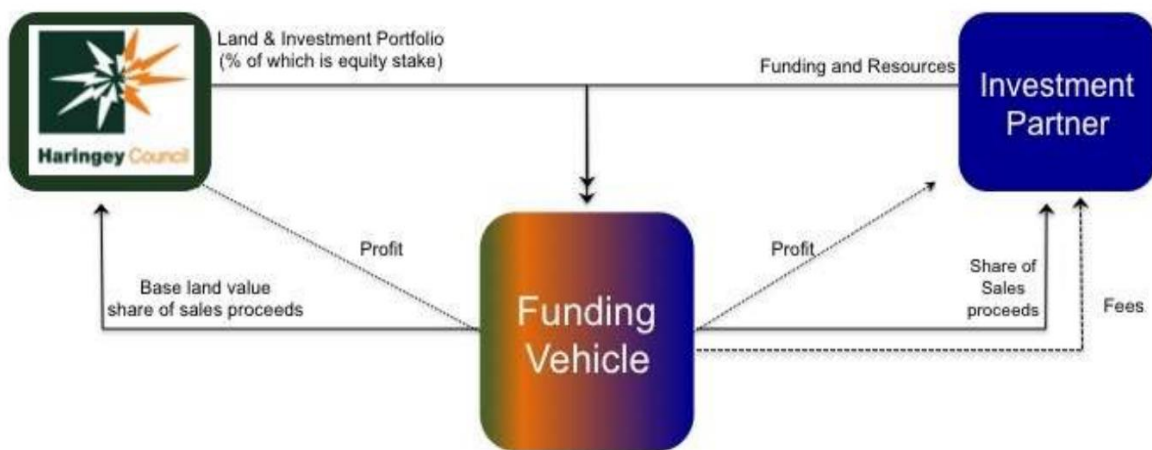 Land & Investment Portfolio
(% of which is equity stake)
Funding and Resources
Investment
Partner
Haringey Council
Profit
Profit
Base land value
share of sales proceeds
Funding
Vehicle
Share of
Sales
proceeds
Fees